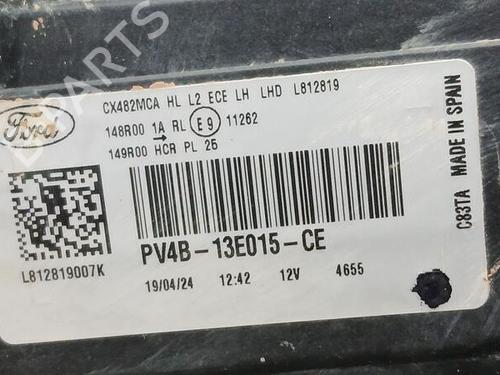 Ford
CX482MCA HL L2 ECE LH LHD L812819
148R00 1A RL E9 11262
149R00 HCR PL 25
PV4B-13E015-CE
L812819007K
19/04/24 12:42 12V 4655
C83TA MADE IN SPAIN
B-PARTS